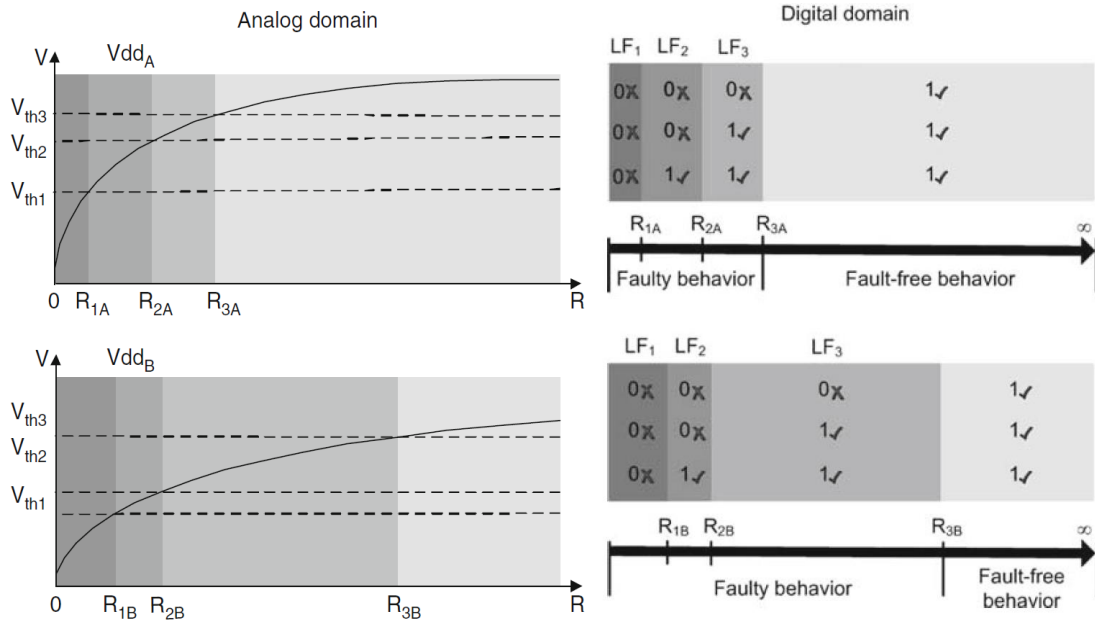 Analog domain
V
Vdd_A
V_th3
V_th2
V_th1
0 R_1A R_2A R_3A R
Digital domain
LF_1 LF_2 LF_3
0✗ 0✗ 0✗ 1✓
0✗ 0✗ 1✓ 1✓
0✗ 1✓ 1✓ 1✓
R_1A R_2A R_3A ∞
Faulty behavior Fault-free behavior
V
Vdd_B
V_th3
V_th2
V_th1
0 R_1B R_2B R_3B R
LF_1 LF_2 LF_3
0✗ 0✗ 0✗ 1✓
0✗ 0✗ 1✓ 1✓
0✗ 1✓ 1✓ 1✓
R_1B R_2B R_3B ∞
Faulty behavior Fault-free
behavior